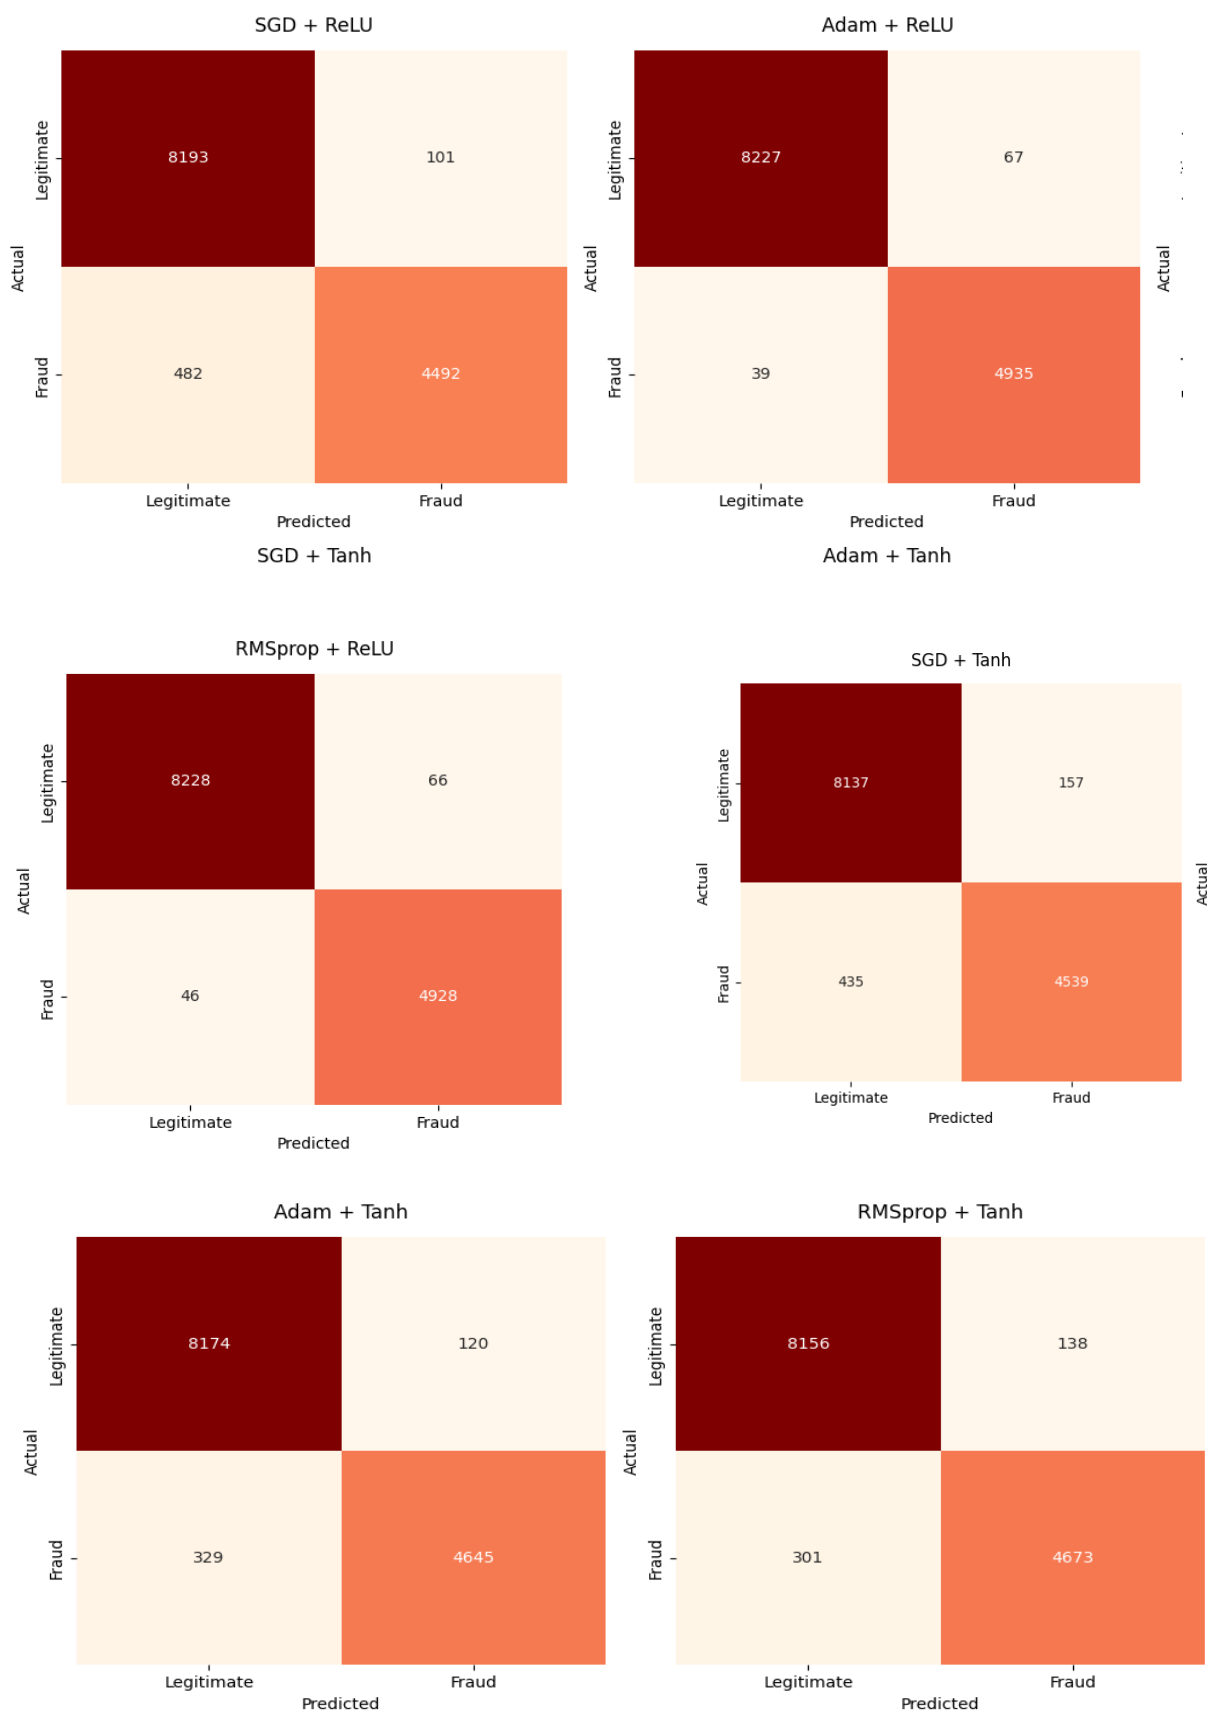 SGD + ReLU
Adam + ReLU
Legitimate
8193
101
Legitimate
8227
67
Actual
Actual
Actual
Fraud
482
4492
Fraud
39
4935
Legitimate
Fraud
Legitimate
Fraud
Predicted
Predicted
SGD + Tanh
Adam + Tanh
RMSprop + ReLU
SGD + Tanh
Legitimate
8228
66
Legitimate
8137
157
Actual
Actual
Actual
Fraud
46
4928
Fraud
435
4539
Legitimate
Fraud
Legitimate
Fraud
Predicted
Predicted
Adam + Tanh
RMSprop + Tanh
Legitimate
8174
120
Legitimate
8156
138
Actual
Actual
Fraud
329
4645
Fraud
301
4673
Legitimate
Fraud
Legitimate
Fraud
Predicted
Predicted